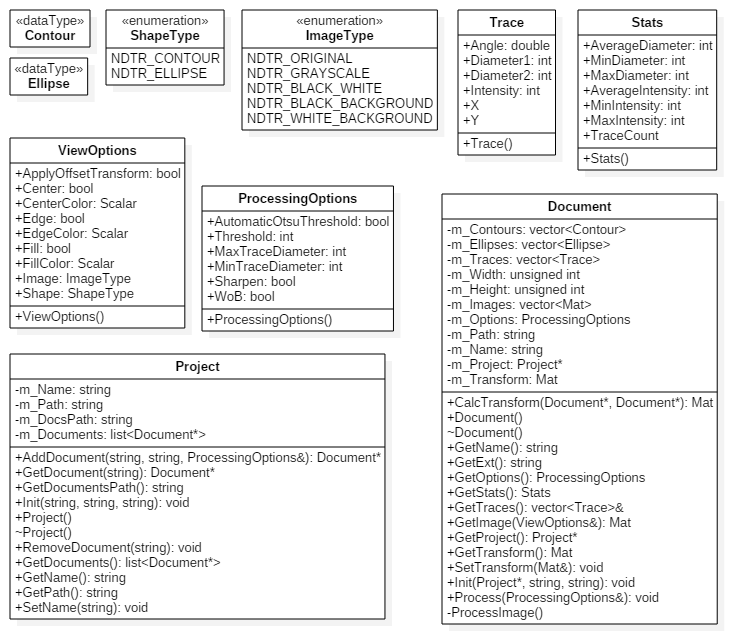 «dataType»
Contour
«dataType»
Ellipse
«enumeration»
ShapeType
NDTR_CONTOUR
NDTR_ELLIPSE
«enumeration»
ImageType
NDTR_ORIGINAL
NDTR_GRAYSCALE
NDTR_BLACK_WHITE
NDTR_BLACK_BACKGROUND
NDTR_WHITE_BACKGROUND
Trace
+Angle: double
+Diameter1: int
+Diameter2: int
+Intensity: int
+X
+Y
+Trace()
Stats
+AverageDiameter: int
+MinDiameter: int
+MaxDiameter: int
+AverageIntensity: int
+MinIntensity: int
+MaxIntensity: int
+TraceCount
+Stats()
ViewOptions
+ApplyOffsetTransform: bool
+Center: bool
+CenterColor: Scalar
+Edge: bool
+EdgeColor: Scalar
+Fill: bool
+FillColor: Scalar
+Image: ImageType
+Shape: ShapeType
+ViewOptions()
ProcessingOptions
+AutomaticOtsuThreshold: bool
+Threshold: int
+MaxTraceDiameter: int
+MinTraceDiameter: int
+Sharpen: bool
+WoB: bool
+ProcessingOptions()
Document
-m_Contours: vector<Contour>
-m_Ellipses: vector<Ellipse>
-m_Traces: vector<Trace>
-m_Width: unsigned int
-m_Height: unsigned int
-m_Images: vector<Mat>
-m_Options: ProcessingOptions
-m_Path: string
-m_Name: string
-m_Project: Project*
-m_Transform: Mat
+CalcTransform(Document*, Document*): Mat
+Document()
~Document()
+GetName(): string
+GetExt(): string
+GetOptions(): ProcessingOptions
+GetStats(): Stats
+GetTraces(): vector<Trace>&
+GetImage(ViewOptions&): Mat
+GetProject(): Project*
+GetTransform(): Mat
+SetTransform(Mat&): void
+Init(Project*, string, string): void
+Process(ProcessingOptions&): void
-ProcessImage()
Project
-m_Name: string
-m_Path: string
-m_DocsPath: string
-m_Documents: list<Document*>
+AddDocument(string, string, ProcessingOptions&): Document*
+GetDocument(string): Document*
+GetDocumentsPath(): string
+Init(string, string, string): void
+Project()
~Project()
+RemoveDocument(string): void
+GetDocuments(): list<Document*>
+GetName(): string
+GetPath(): string
+SetName(string): void